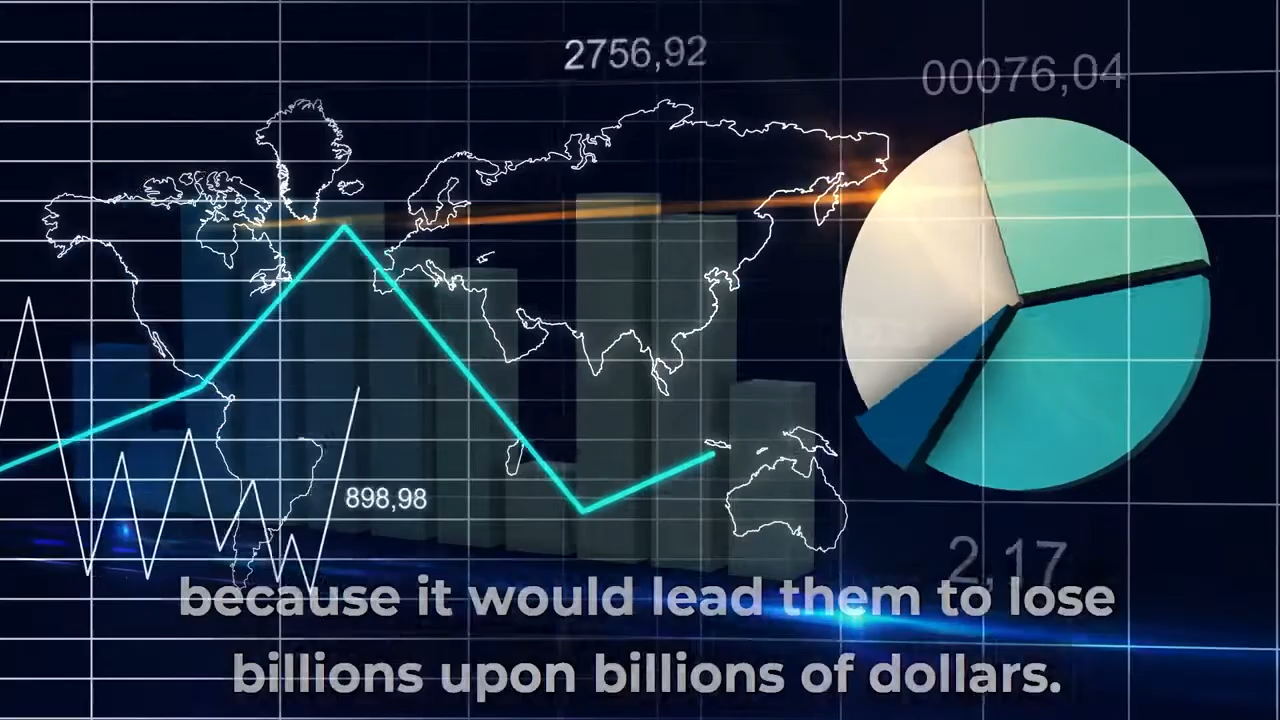 2756,92
00076,04
898,98
2,17
because it would lead them to lose
billions upon billions of dollars.